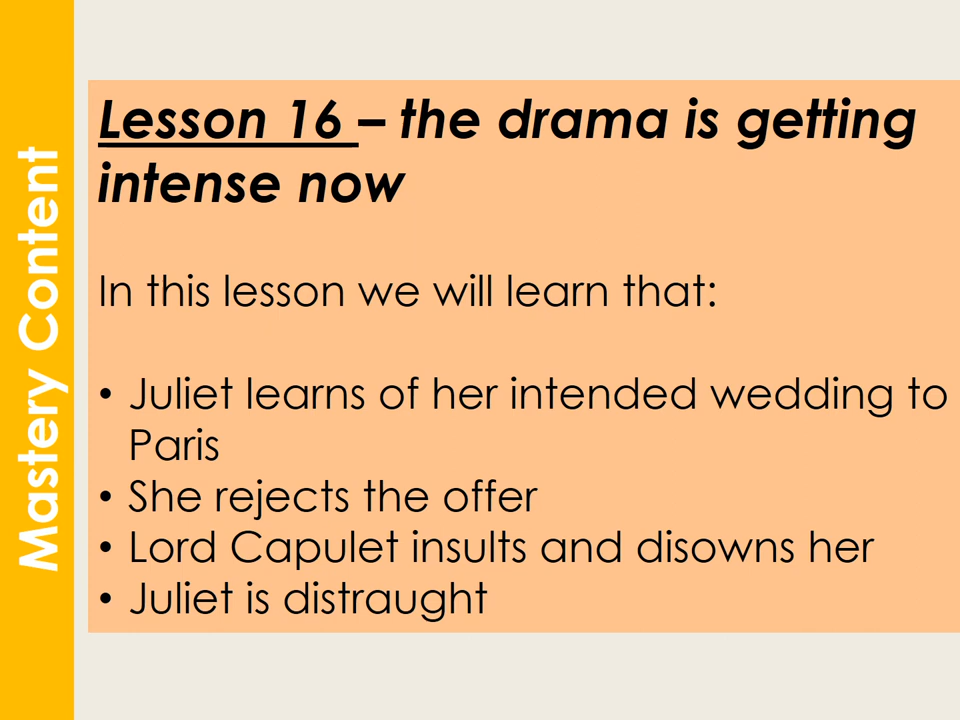 Mastery Content
Lesson 16 – the drama is getting
intense now
In this lesson we will learn that:
• Juliet learns of her intended wedding to
Paris
• She rejects the offer
• Lord Capulet insults and disowns her
• Juliet is distraught